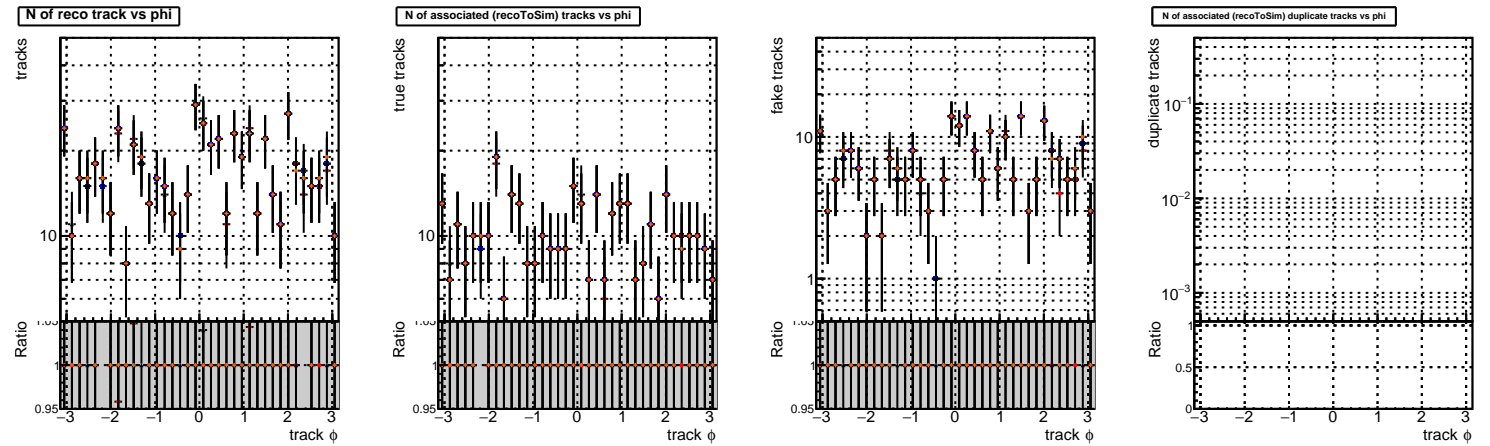 N of reco track vs phi
tracks
10
Ratio
1
0.95
−3 −2 −1 0 1 2 3
track φ
N of associated (recoToSim) tracks vs phi
true tracks
10
Ratio
1
0.95
−3 −2 −1 0 1 2 3
track φ
fake tracks
10
1
Ratio
1
0.95
−3 −2 −1 0 1 2 3
track φ
N of associated (recoToSim) duplicate tracks vs phi
duplicate tracks
10−1
10−2
10−3
Ratio
1
0.5
0
−3 −2 −1 0 1 2 3
track φ